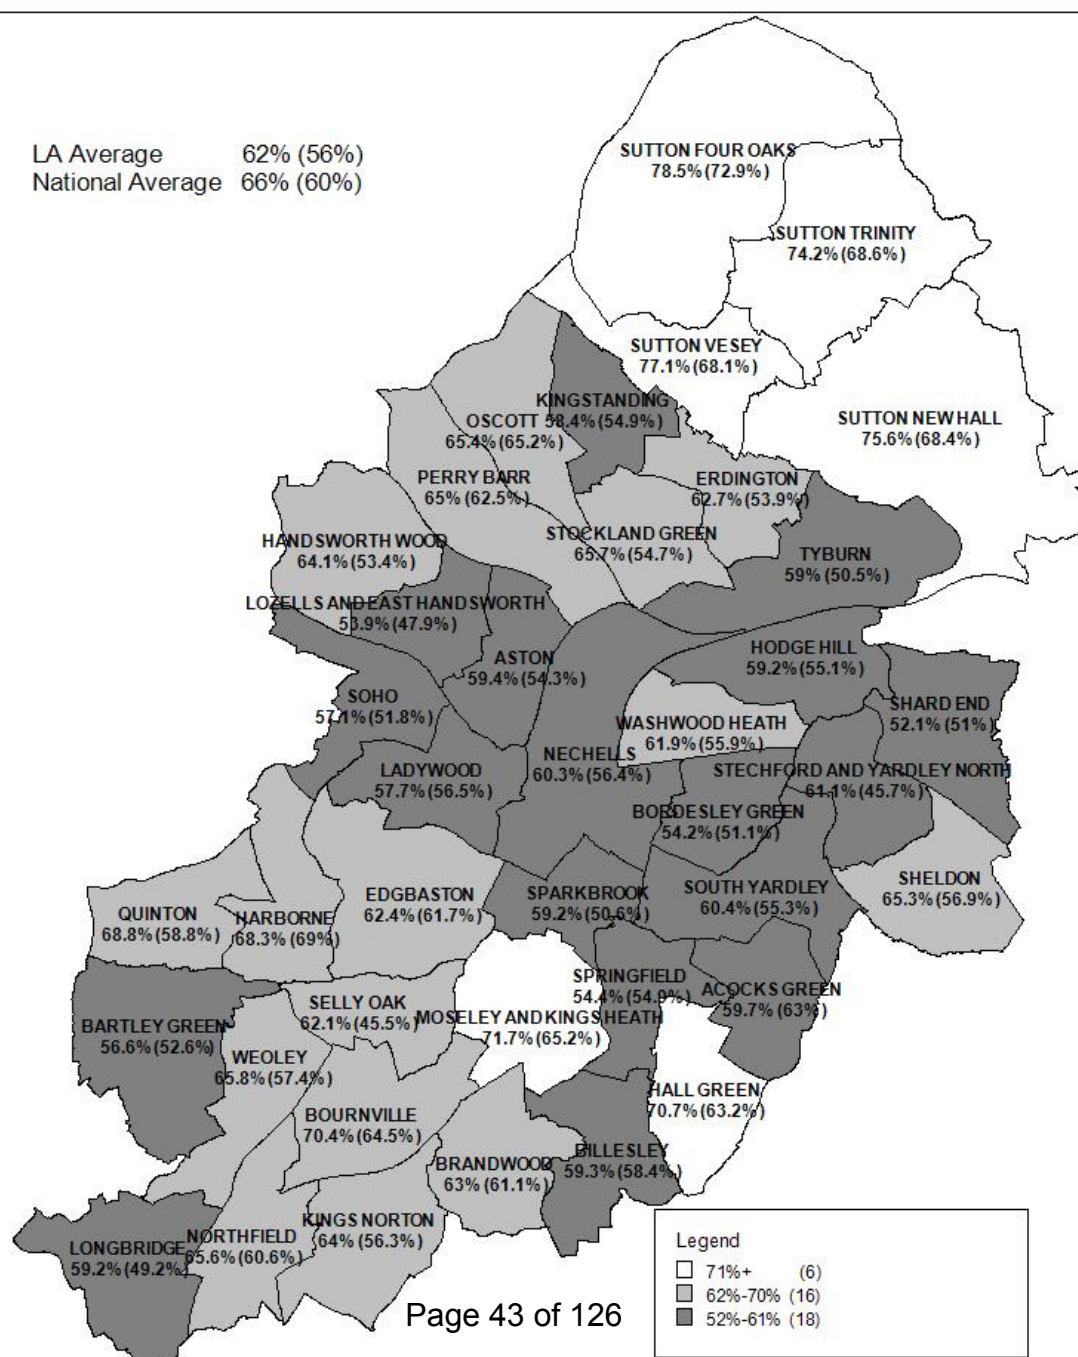 LA Average 62% (56%)
National Average 66% (60%)
SUTTON FOUR OAKS
78.5% (72.9%)
SUTTON TRINITY
74.2% (68.6%)
SUTTON VESEY
77.1% (68.1%)
SUTTON NEW HALL
75.6% (68.4%)
KINGSTANDING
58.4% (54.9%)
OSCOTT
65.4% (65.2%)
PERRY BARR
65% (62.5%)
ERDINGTON
62.7% (53.9%)
HANDSWORTH WOOD
64.1% (53.4%)
STOCKLAND GREEN
65.7% (54.7%)
TYBURN
59% (50.5%)
LOZELLS AND EAST HANDSWORTH
53.9% (47.9%)
ASTON
59.4% (54.3%)
HODGE HILL
59.2% (55.1%)
SOHO
57.1% (51.8%)
SHARD END
52.1% (51%)
WASHWOOD HEATH
61.9% (55.9%)
NECHELLS
60.3% (56.4%)
LADYWOOD
57.7% (56.5%)
STECHFORD AND YARDLEY NORTH
61.1% (45.7%)
BORDESLEY GREEN
54.2% (51.1%)
SHELDON
65.3% (56.9%)
EDGBASTON
62.4% (61.7%)
SPARKBROOK
59.2% (50.6%)
SOUTH YARDLEY
60.4% (55.3%)
QUINTON
68.8% (58.8%)
HARBORNE
68.3% (69%)
SPRINGFIELD
54.4% (54.9%)
ACOCKS GREEN
59.7% (63%)
SELLY OAK
62.1% (45.5%)
MOSELEY AND KINGS HEATH
71.7% (65.2%)
BARTLEY GREEN
56.6% (52.6%)
WEOLEY
65.8% (57.4%)
HALL GREEN
70.7% (63.2%)
BOURNVILLE
70.4% (64.5%)
BRANDWOOD
63% (61.1%)
BILLESLEY
59.3% (58.4%)
KINGS NORTON
64% (56.3%)
NORTHFIELD
65.6% (60.6%)
LONGBRIDGE
59.2% (49.2%)
Legend
71%+ (6)
62%-70% (16)
52%-61% (18)
Page 43 of 126